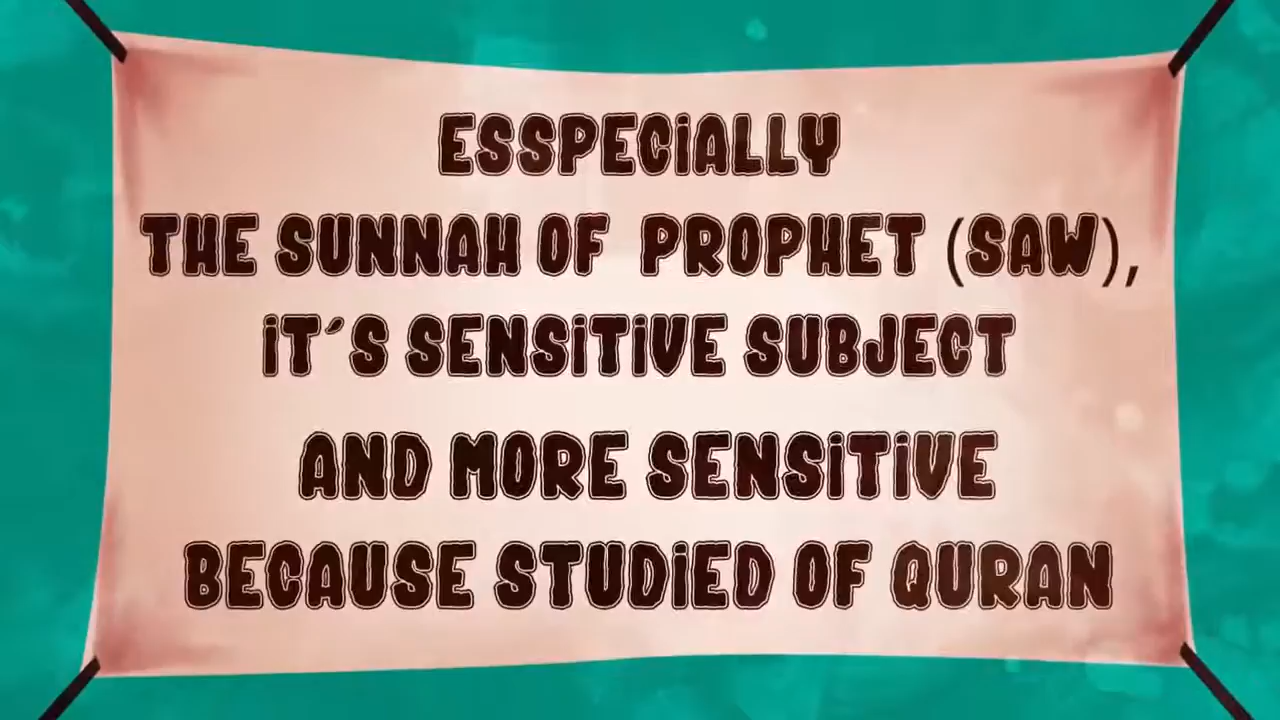 ESSPECiALLY
THE SUNNAH OF PROPHET (SAW),
iT´S SENSiTiVE SUBJECT
AND MORE SENSiTiVE
BECAUSE STUDiED OF QURAN